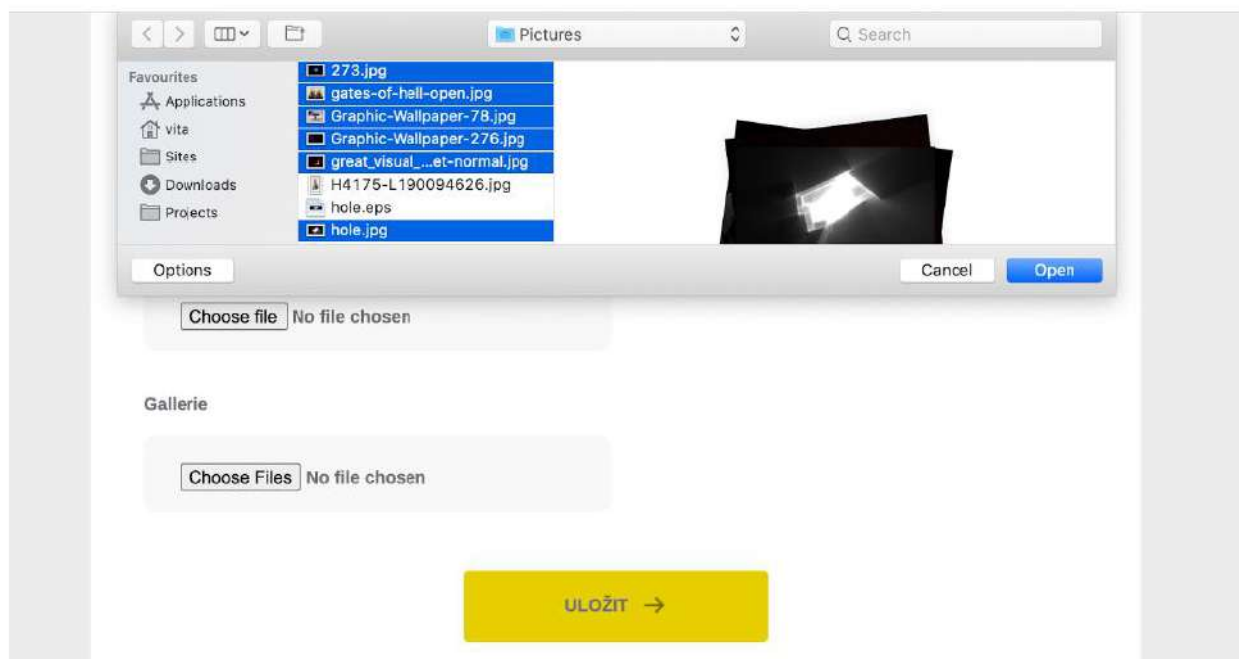 Pictures
Search
Favourites
Applications
vita
Sites
Downloads
Projects
273.jpg
gates-of-hell-open.jpg
Graphic-Wallpaper-78.jpg
Graphic-Wallpaper-276.jpg
great_visual_...et-normal.jpg
H4175-L190094626.jpg
hole.eps
hole.jpg
Options
Cancel
Open
Choose file No file chosen
Gallerie
Choose Files No file chosen
ULOŽIT →